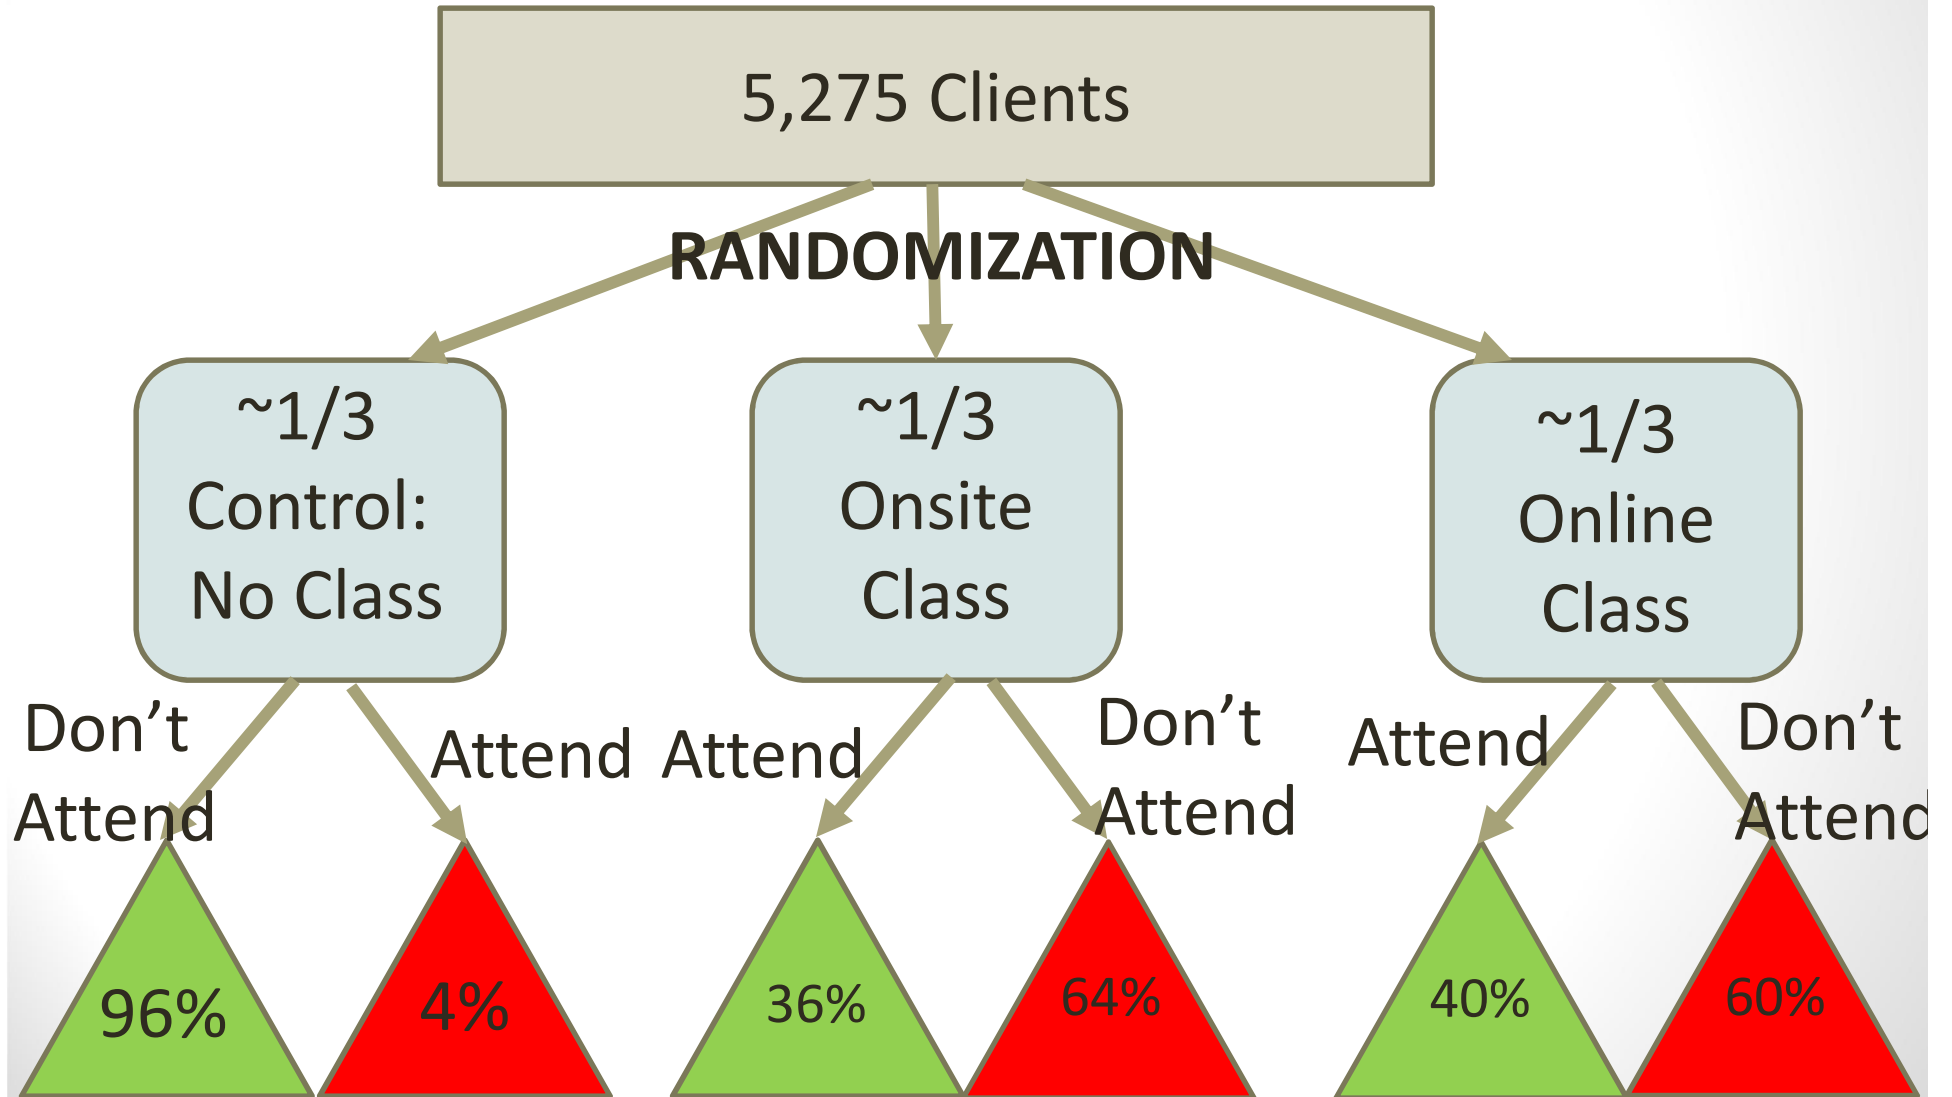 5,275 Clients
RANDOMIZATION
~1/3
Control:
No Class
~1/3
Onsite
Class
~1/3
Online
Class
Don’t
Attend
Attend
Attend
Don’t
Attend
Attend
Don’t
Attend
96%
4%
36%
64%
40%
60%